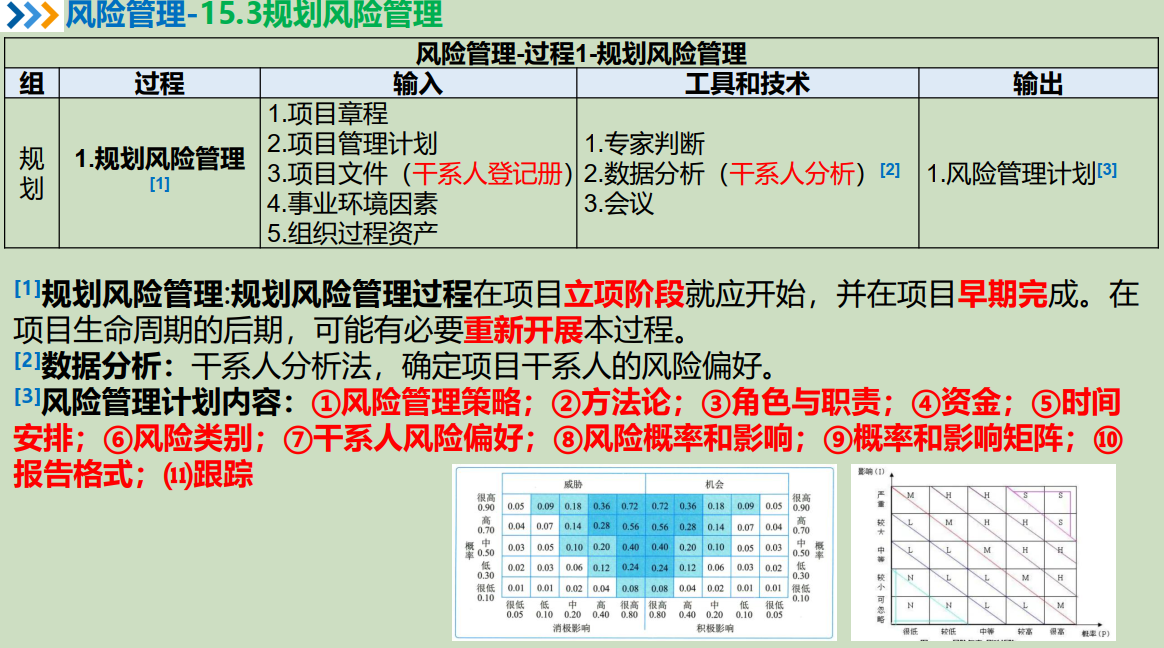 风险管理-15.3规划风险管理
风险管理-过程1-规划风险管理
组 过程 输入 工具和技术 输出
规划
1.规划风险管理
[1]
1.项目章程
2.项目管理计划
3.项目文件（干系人登记册）
4.事业环境因素
5.组织过程资产
1.专家判断
2.数据分析（干系人分析）[2]
3.会议
1.风险管理计划[3]
[1]规划风险管理:规划风险管理过程在项目立项阶段就应开始，并在项目早期完成。在
项目生命周期的后期，可能有必要重新开展本过程。
[2]数据分析：干系人分析法，确定项目干系人的风险偏好。
[3]风险管理计划内容：①风险管理策略；②方法论；③角色与职责；④资金；⑤时间
安排；⑥风险类别；⑦干系人风险偏好；⑧风险概率和影响；⑨概率和影响矩阵；⑩
报告格式；⑾跟踪
威胁 机会
很高 0.90 0.05 0.09 0.18 0.36 0.72 0.72 0.36 0.18 0.09 0.05 很高 0.90
高 0.70 0.04 0.07 0.14 0.28 0.56 0.56 0.28 0.14 0.07 0.04 高 0.70
概率 中 0.50 0.03 0.05 0.10 0.20 0.40 0.40 0.20 0.10 0.05 0.03 中 0.50 概率
低 0.30 0.02 0.03 0.06 0.12 0.24 0.24 0.12 0.06 0.03 0.02 低 0.30
很低 0.10 0.01 0.01 0.02 0.04 0.08 0.08 0.04 0.02 0.01 0.01 很低 0.10
很低 低 中 高 很高 很高 高 中 低 很低
0.05 0.10 0.20 0.40 0.80 0.80 0.40 0.20 0.10 0.05
消极影响 积极影响
影响（I）
严重 M H H S S
较大 L M H H S
中等 L L M H H
较小 N L L M H
可忽略 N N L L M
很低 较低 中等 较高 很高 概率（P）